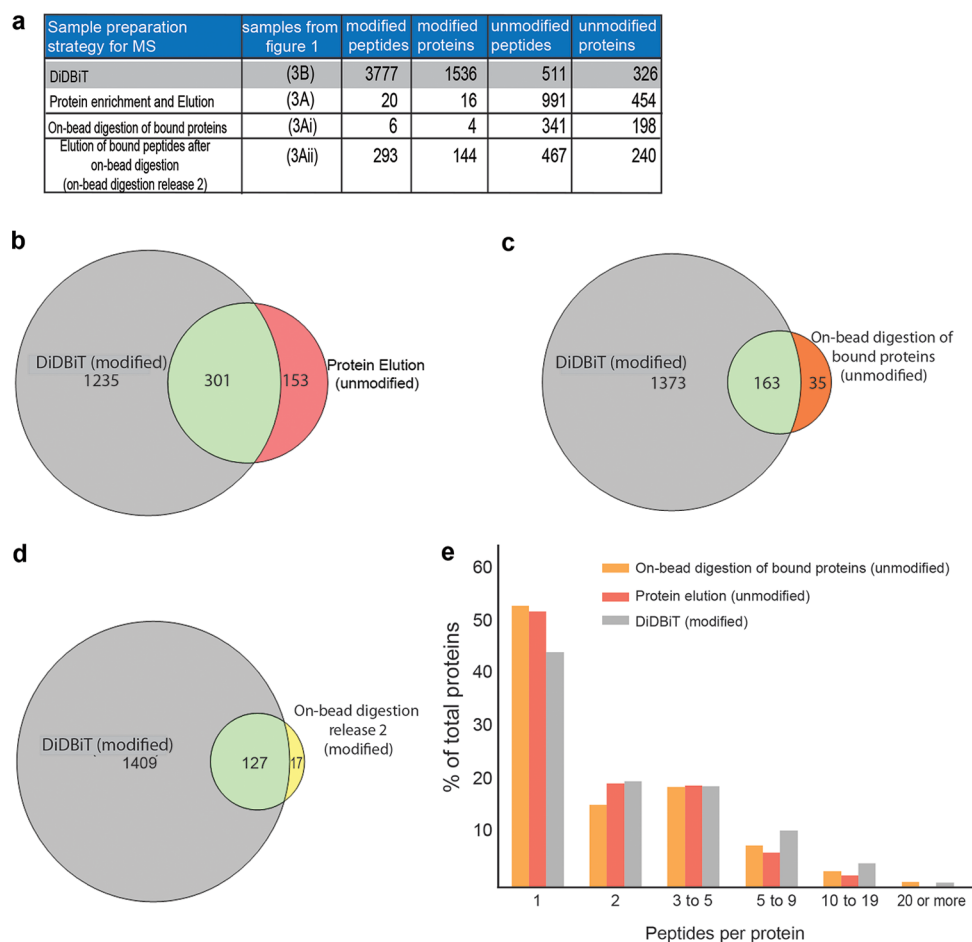 a
Sample preparation strategy for MS | samples from figure 1 | modified peptides | modified proteins | unmodified peptides | unmodified proteins
DiDBiT | (3B) | 3777 | 1536 | 511 | 326
Protein enrichment and Elution | (3A) | 20 | 16 | 991 | 454
On-bead digestion of bound proteins | (3Ai) | 6 | 4 | 341 | 198
Elution of bound peptides after on-bead digestion (on-bead digestion release 2) | (3Aii) | 293 | 144 | 467 | 240
b
DiDBiT (modified)
1235
301
153
Protein Elution
(unmodified)
c
DiDBiT (modified)
1373
163
35
On-bead digestion of
bound proteins
(unmodified)
d
DiDBiT (modified)
1409
127
17
On-bead digestion
release 2
(modified)
e
% of total proteins
60
50
40
30
20
10
On-bead digestion of bound proteins (unmodified)
Protein elution (unmodified)
DiDBiT (modified)
1
2
3 to 5
5 to 9
10 to 19
20 or more
Peptides per protein